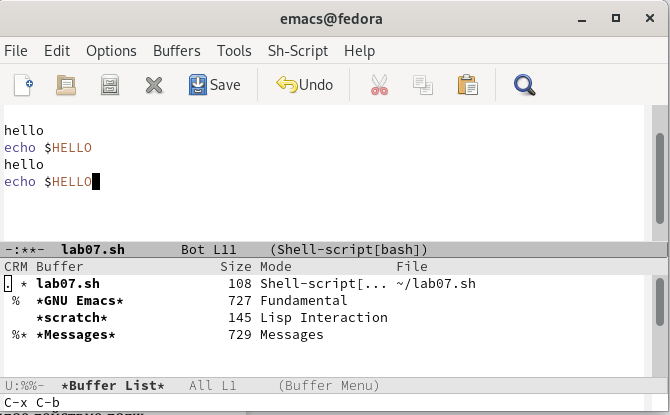 emacs@fedora
File Edit Options Buffers Tools Sh-Script Help
Save Undo
hello
echo $HELLO
hello
echo $HELLO
-:**- lab07.sh Bot L11 (Shell-script[bash])
CRM Buffer Size Mode File
. * lab07.sh 108 Shell-script[... ~/lab07.sh
% *GNU Emacs* 727 Fundamental
*scratch* 145 Lisp Interaction
%* *Messages* 729 Messages
U:%%- *Buffer List* All L1 (Buffer Menu)
C-x C-b